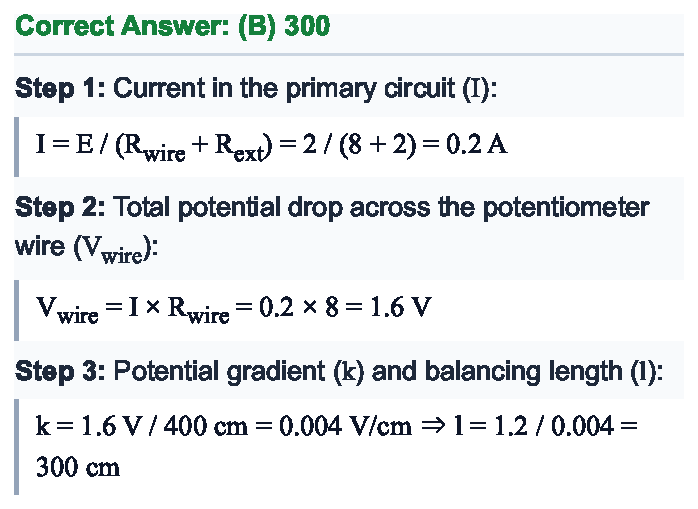 Correct Answer: (B) 300
Step 1: Current in the primary circuit (I):
I = E / (Rwire + Rext) = 2 / (8 + 2) = 0.2 A
Step 2: Total potential drop across the potentiometer
wire (Vwire):
Vwire = I × Rwire = 0.2 × 8 = 1.6 V
Step 3: Potential gradient (k) and balancing length (l):
k = 1.6 V / 400 cm = 0.004 V/cm ⇒ l = 1.2 / 0.004 =
300 cm